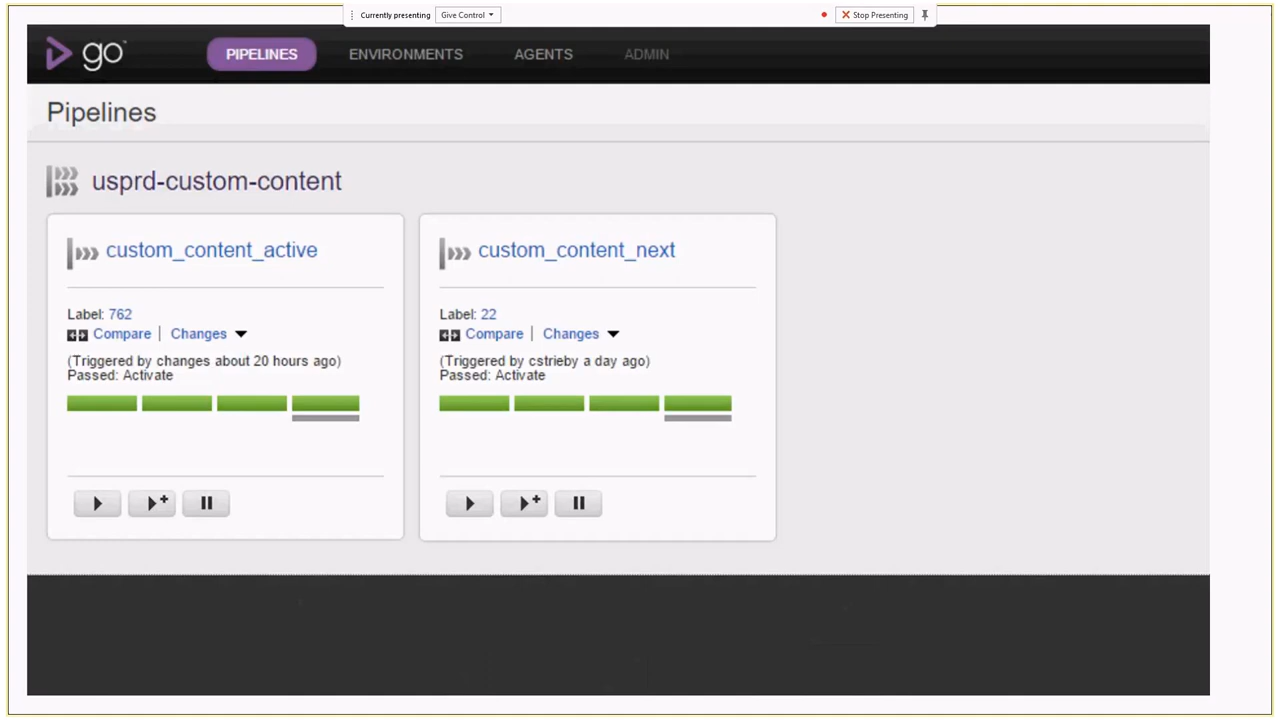 Currently presenting Give Control Stop Presenting
go™ PIPELINES ENVIRONMENTS AGENTS ADMIN
Pipelines
usprd-custom-content
custom_content_active
Label: 762
Compare | Changes
(Triggered by changes about 20 hours ago)
Passed: Activate
custom_content_next
Label: 22
Compare | Changes
(Triggered by cstrieby a day ago)
Passed: Activate